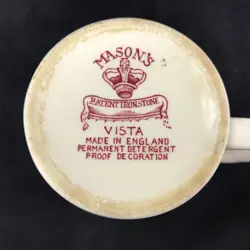 MASON'S
PATENT IRONSTONE
VISTA
MADE IN ENGLAND
PERMANENT DETERGENT
PROOF DECORATION